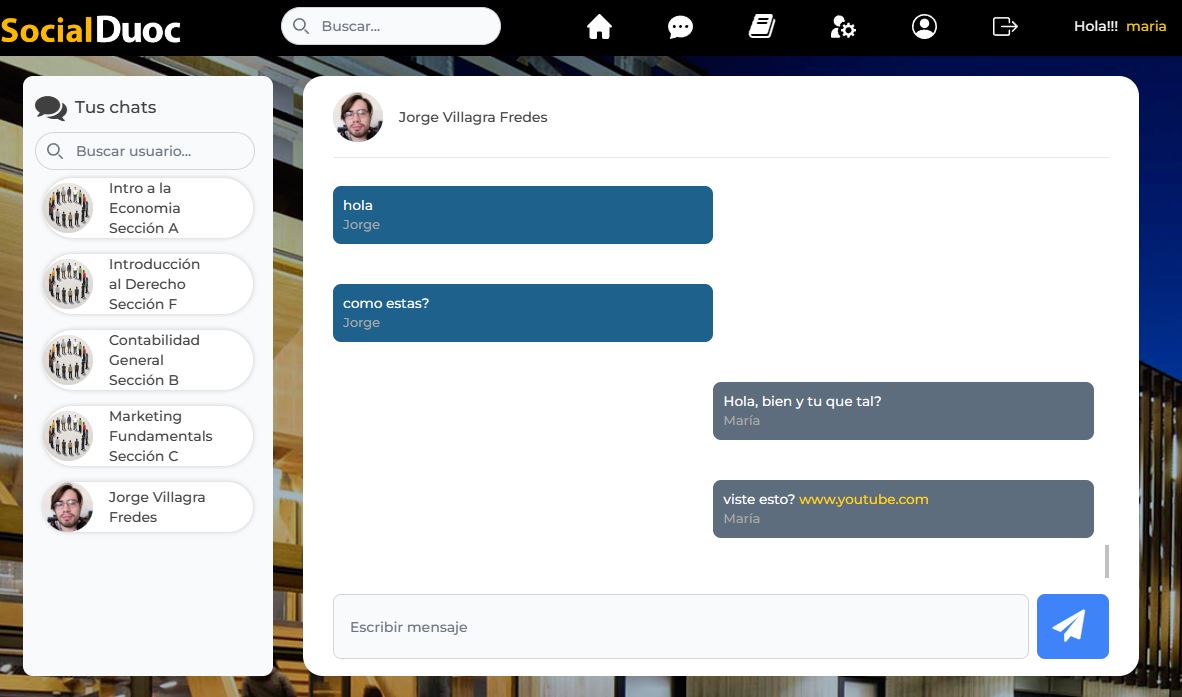 SocialDuoc
Buscar...
Hola!!! maria
Tus chats
Buscar usuario...
Intro a la
Economia
Sección A
Introducción
al Derecho
Sección F
Contabilidad
General
Sección B
Marketing
Fundamentals
Sección C
Jorge Villagra
Fredes
Jorge Villagra Fredes
hola
Jorge
como estas?
Jorge
Hola, bien y tu que tal?
María
viste esto? www.youtube.com
María
Escribir mensaje